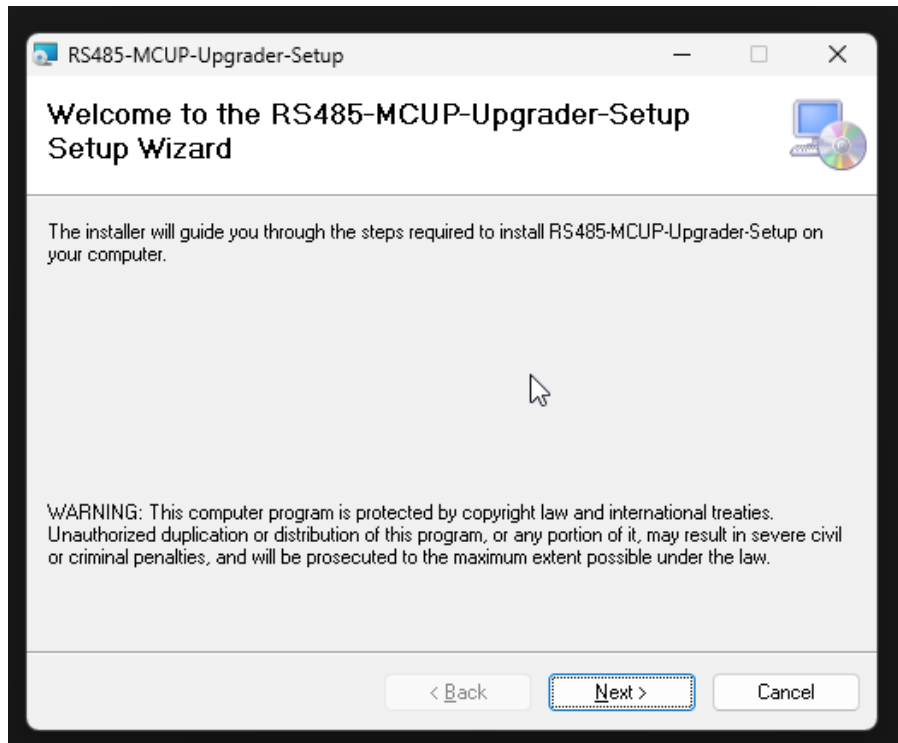 RS485-MCUP-Upgrader-Setup
Welcome to the RS485-MCUP-Upgrader-Setup
Setup Wizard
The installer will guide you through the steps required to install RS485-MCUP-Upgrader-Setup on
your computer.
WARNING: This computer program is protected by copyright law and international treaties.
Unauthorized duplication or distribution of this program, or any portion of it, may result in severe civil
or criminal penalties, and will be prosecuted to the maximum extent possible under the law.
< Back
Next >
Cancel